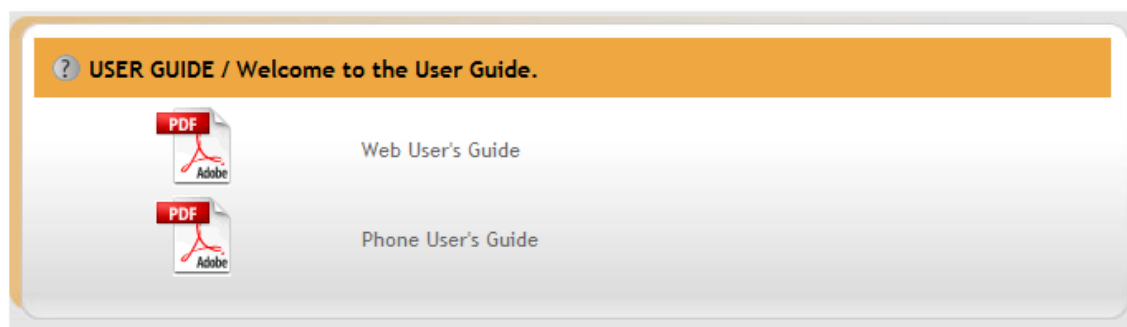 ? USER GUIDE / Welcome to the User Guide.
PDF
Adobe
Web User's Guide
PDF
Adobe
Phone User's Guide